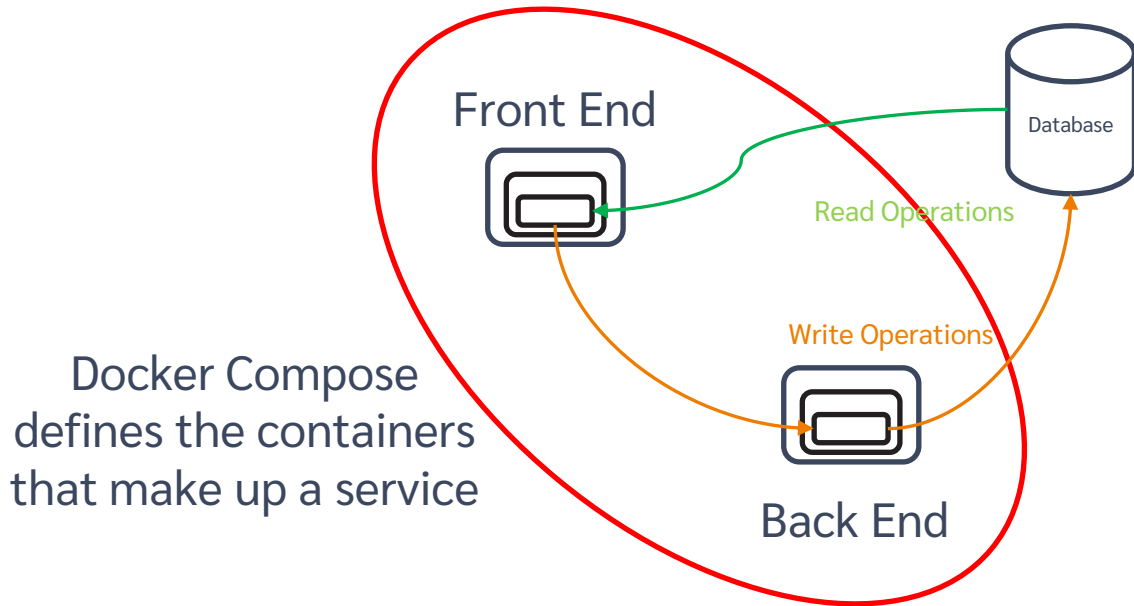 Front End
Database
Read Operations
Write Operations
Docker Compose
defines the containers
that make up a service
Back End